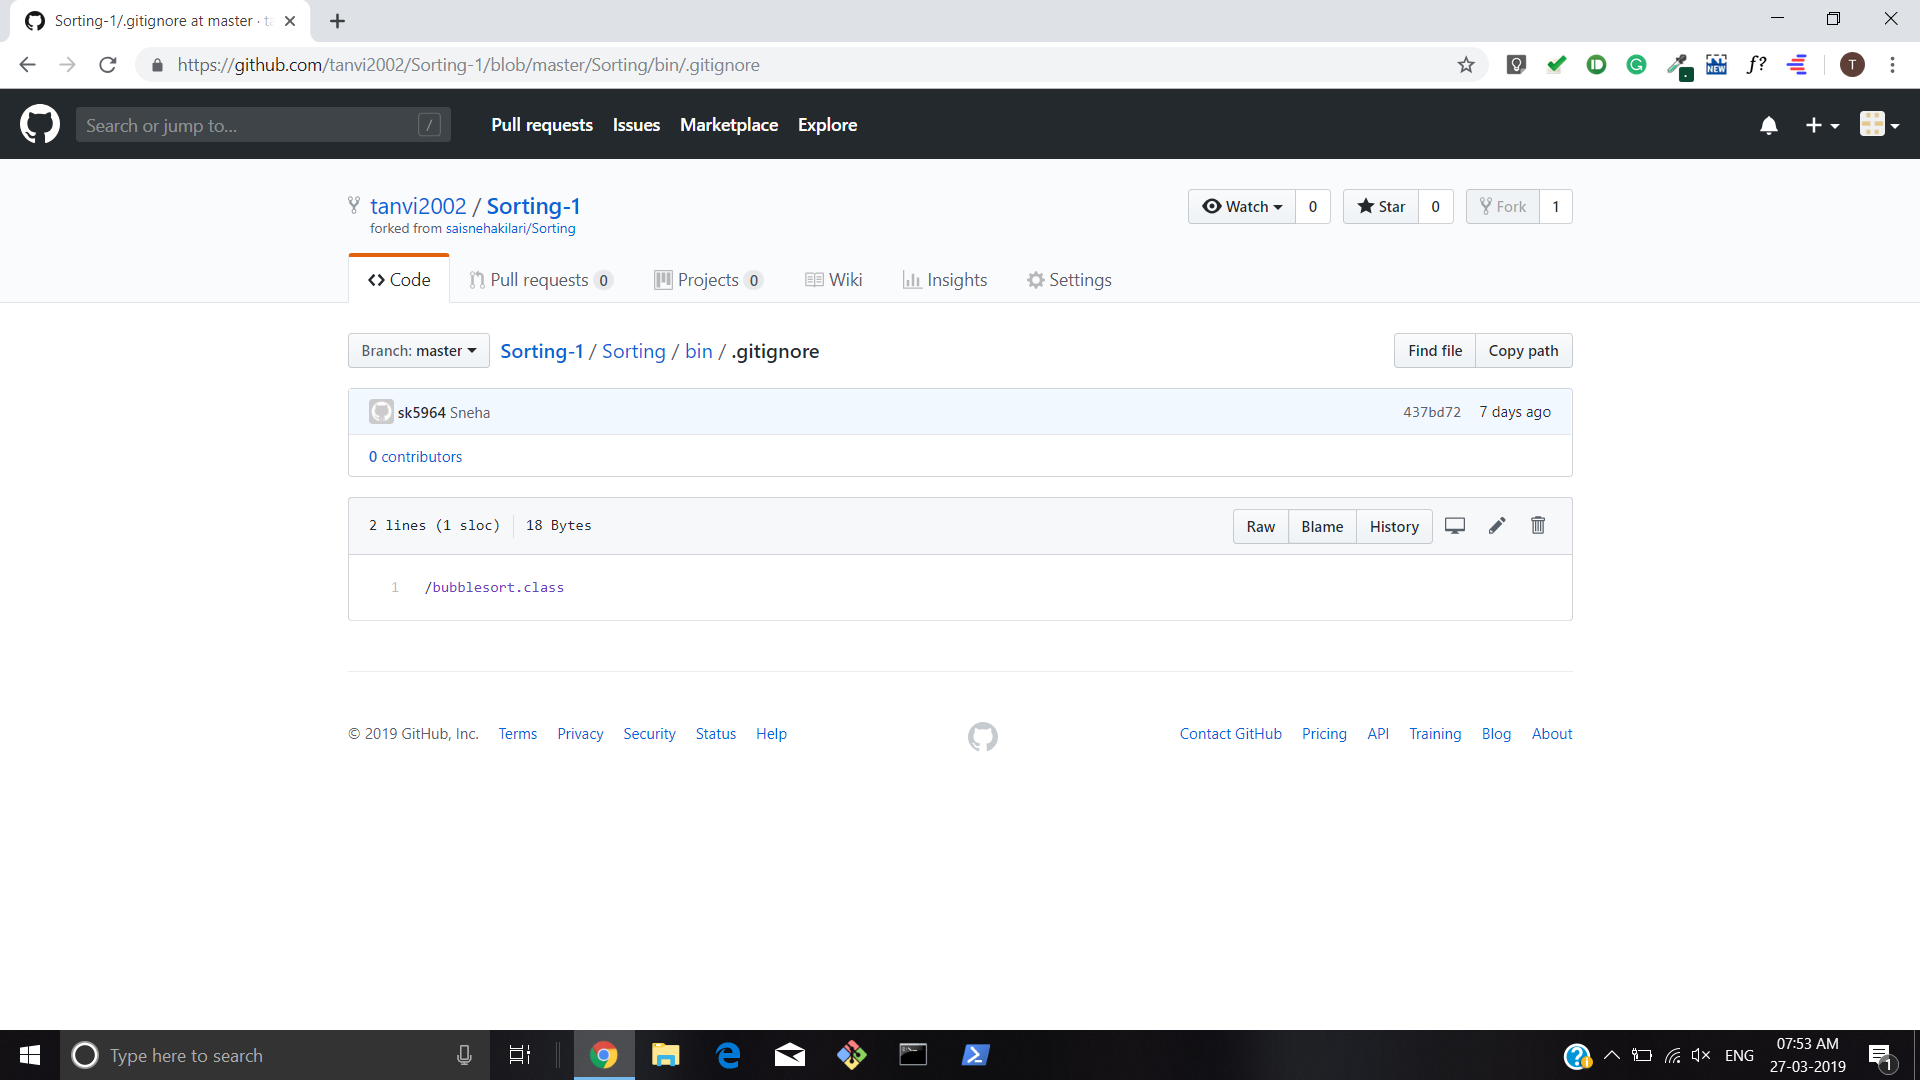 Sorting-1/.gitignore at master · ta
https://github.com/tanvi2002/Sorting-1/blob/master/Sorting/bin/.gitignore
NEW
f?
T
Search or jump to...
/
Pull requests
Issues
Marketplace
Explore
tanvi2002 / Sorting-1
forked from saisnehakilari/Sorting
Watch 0
Star 0
Fork 1
Code
Pull requests 0
Projects 0
Wiki
Insights
Settings
Branch: master
Sorting-1 / Sorting / bin / .gitignore
Find file
Copy path
sk5964 Sneha
437bd72 7 days ago
0 contributors
2 lines (1 sloc) 18 Bytes
Raw
Blame
History
1 /bubblesort.class
© 2019 GitHub, Inc. Terms Privacy Security Status Help
Contact GitHub Pricing API Training Blog About
Type here to search
ENG
07:53 AM
27-03-2019
1